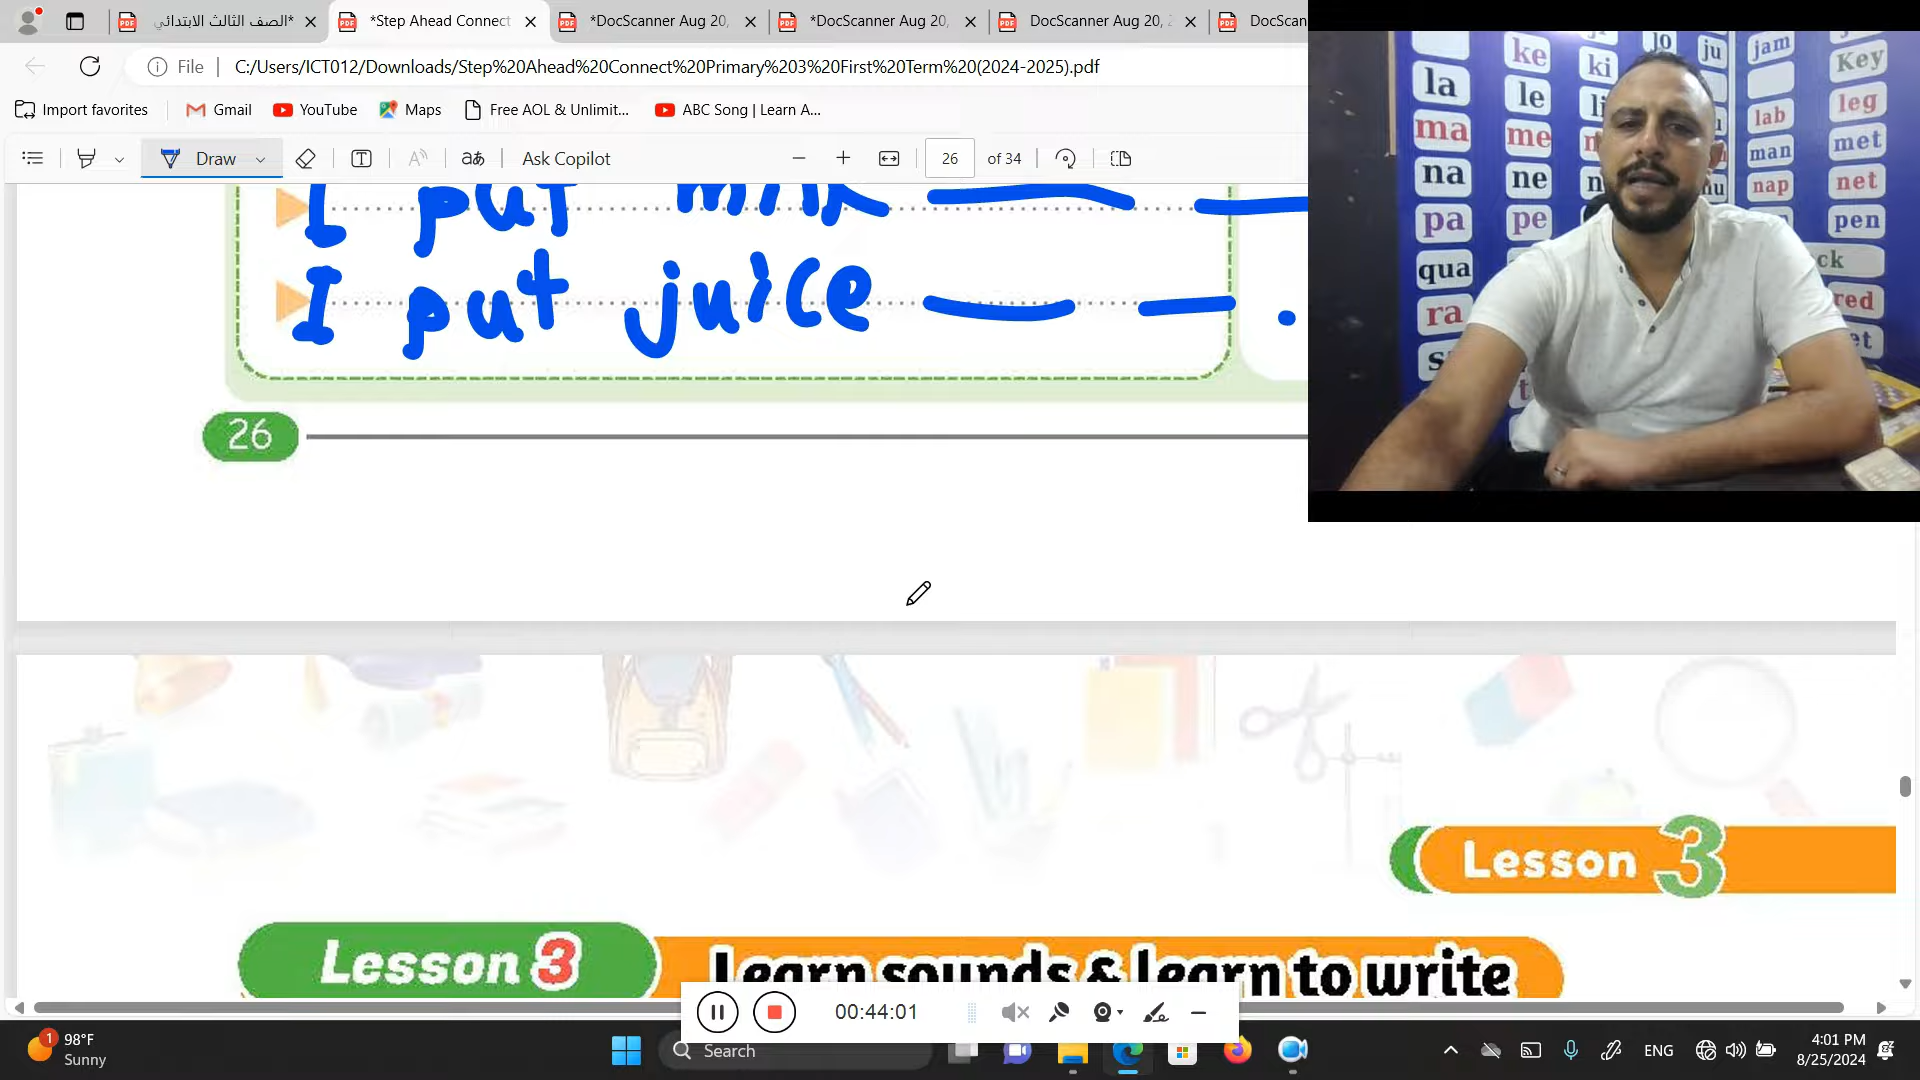 *الصف الثالث الابتدائي
*Step Ahead Connect
*DocScanner Aug 20,
*DocScanner Aug 20,
DocScanner Aug 20, 2
DocScan
File
C:/Users/ICT012/Downloads/Step%20Ahead%20Connect%20Primary%203%20First%20Term%20(2024-2025).pdf
Import favorites
Gmail
YouTube
Maps
Free AOL & Unlimit...
ABC Song | Learn A...
Draw
Ask Copilot
26
of 34
I put milk
I put juice .
26
Lesson 3
Lesson 3
Learn sounds & learn to write
00:44:01
1
98°F
Sunny
Search
ENG
4:01 PM
8/25/2024
la
ma
na
pa
qua
ra
ke
le
me
ne
pe
ki
jo
ju
jam
lab
man
nap
Key
leg
met
net
pen
red